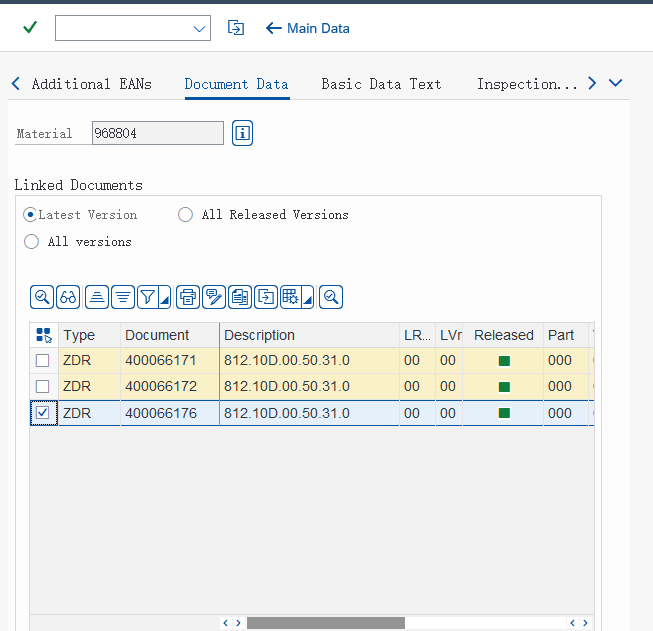 Main Data
Additional EANs Document Data Basic Data Text Inspection...
Material 968804
Linked Documents
Latest Version All Released Versions
All versions
Type Document Description LR... LVr Released Part
ZDR 400066171 812.10D.00.50.31.0 00 00 000
ZDR 400066172 812.10D.00.50.31.0 00 00 000
ZDR 400066176 812.10D.00.50.31.0 00 00 000